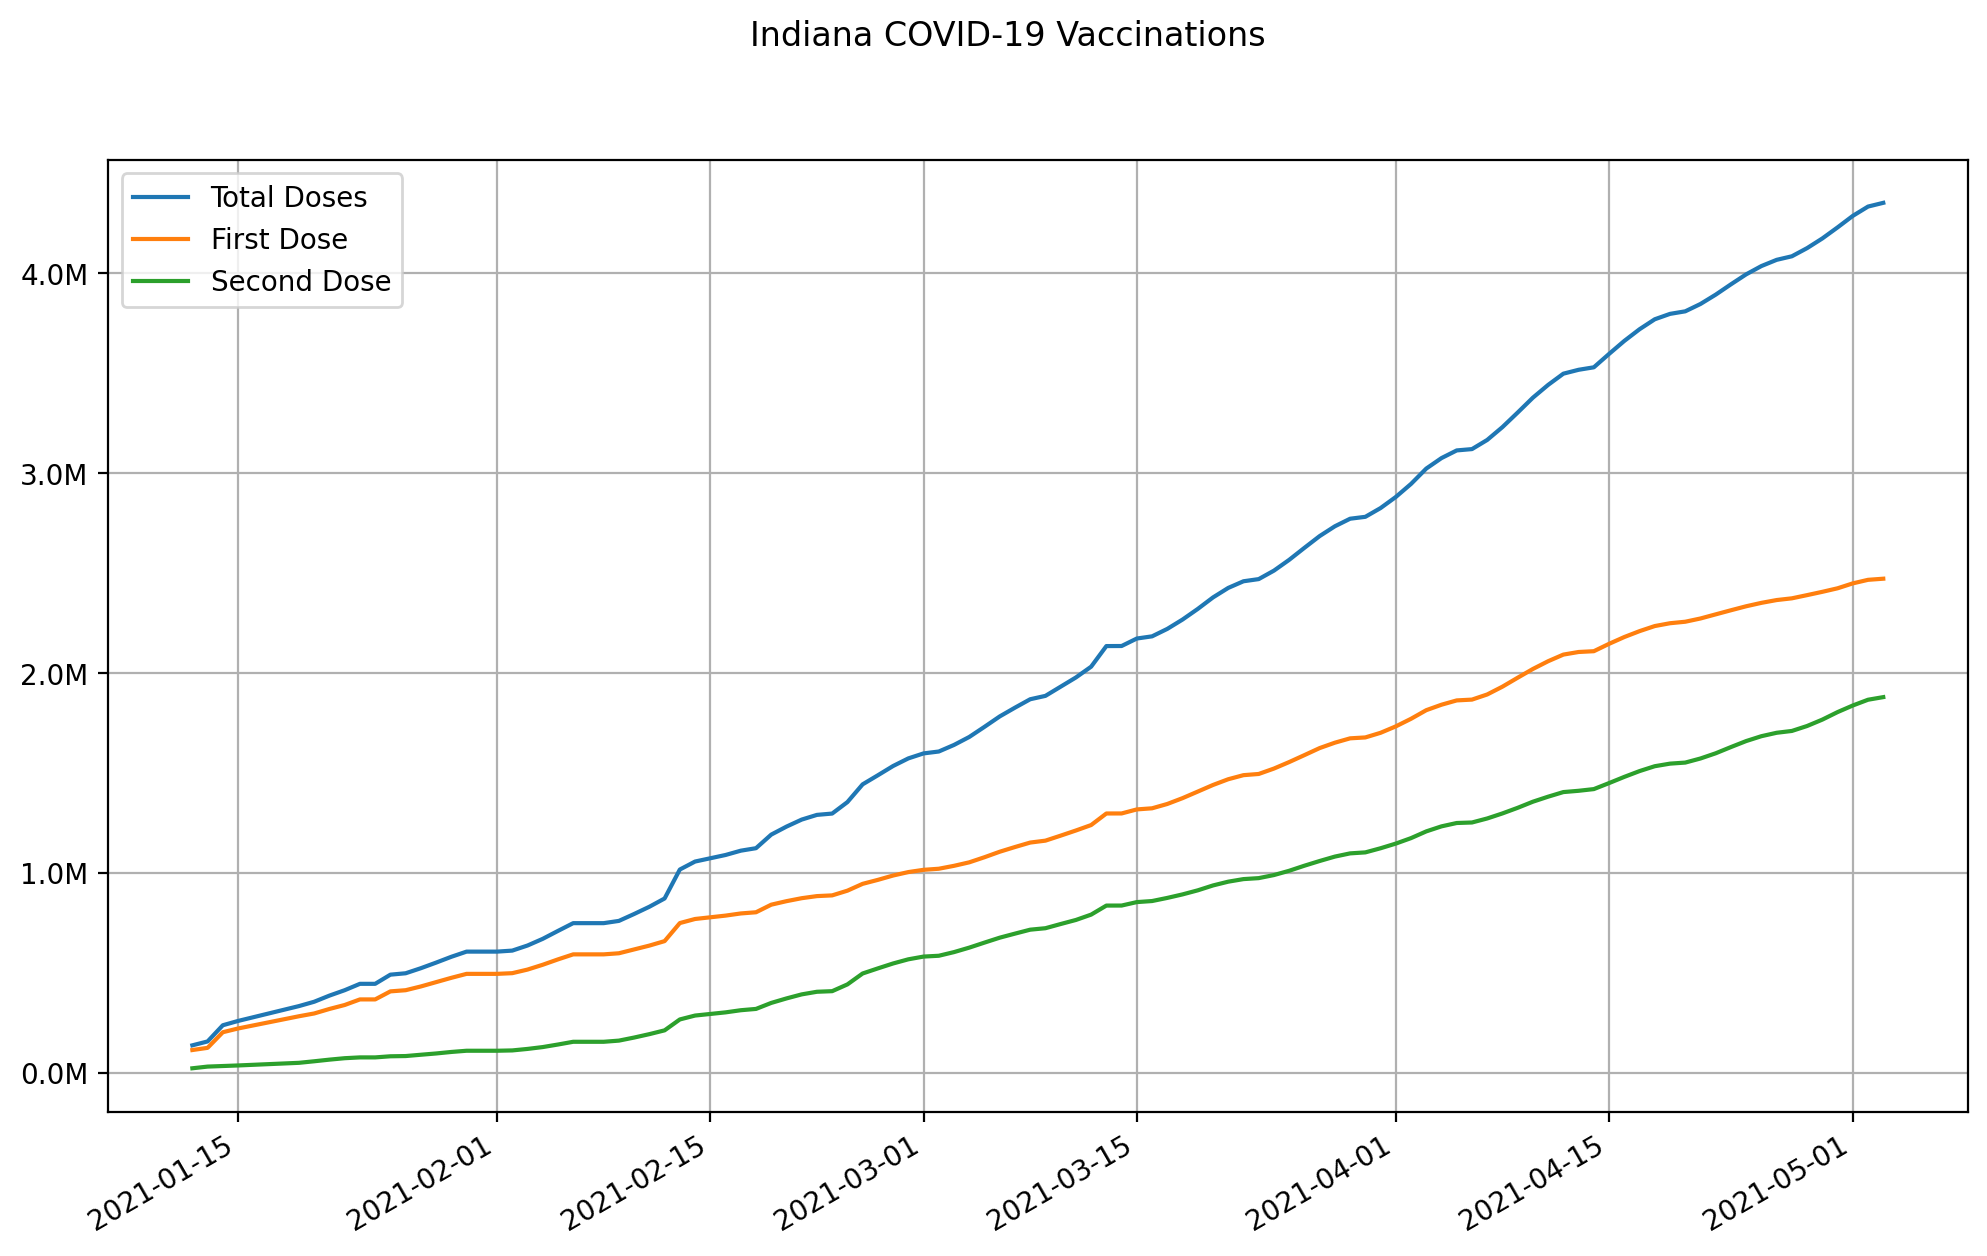 Indiana COVID-19 Vaccinations
Total Doses
First Dose
Second Dose
4.0M
3.0M
2.0M
1.0M
0.0M
2021-01-15
2021-02-01
2021-02-15
2021-03-01
2021-03-15
2021-04-01
2021-04-15
2021-05-01